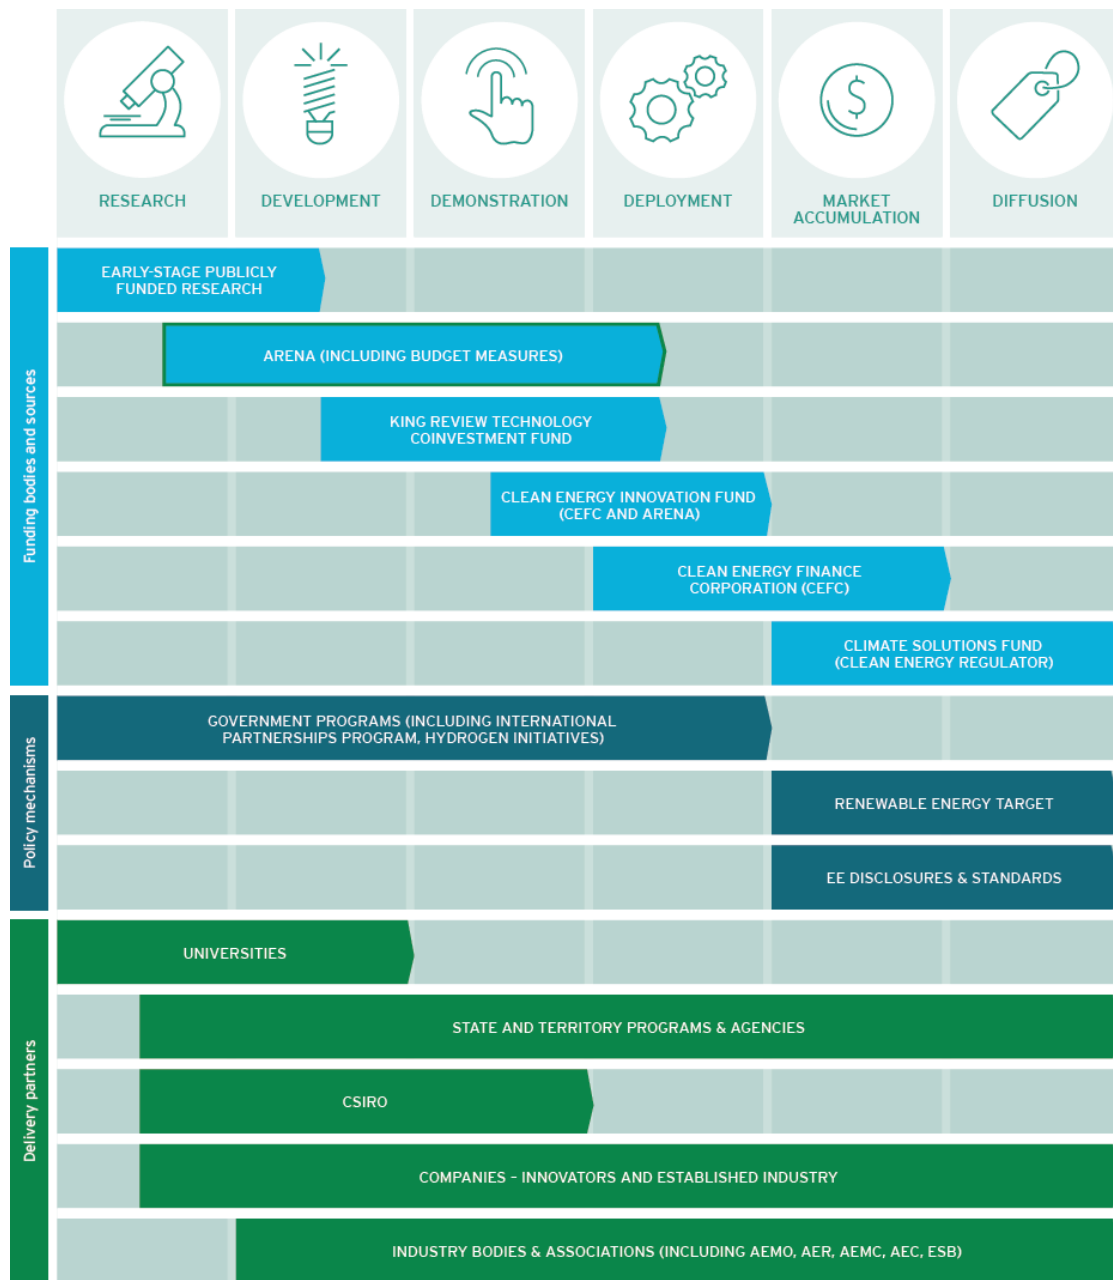 RESEARCH
DEVELOPMENT
DEMONSTRATION
DEPLOYMENT
MARKET
ACCUMULATION
DIFFUSION
Funding bodies and sources
EARLY-STAGE PUBLICLY
FUNDED RESEARCH
ARENA (INCLUDING BUDGET MEASURES)
KING REVIEW TECHNOLOGY
COINVESTMENT FUND
CLEAN ENERGY INNOVATION FUND
(CEFC AND ARENA)
CLEAN ENERGY FINANCE
CORPORATION (CEFC)
CLIMATE SOLUTIONS FUND
(CLEAN ENERGY REGULATOR)
Policy mechanisms
GOVERNMENT PROGRAMS (INCLUDING INTERNATIONAL
PARTNERSHIPS PROGRAM, HYDROGEN INITIATIVES)
RENEWABLE ENERGY TARGET
EE DISCLOSURES & STANDARDS
Delivery partners
UNIVERSITIES
STATE AND TERRITORY PROGRAMS & AGENCIES
CSIRO
COMPANIES – INNOVATORS AND ESTABLISHED INDUSTRY
INDUSTRY BODIES & ASSOCIATIONS (INCLUDING AEMO, AER, AEMC, AEC, ESB)